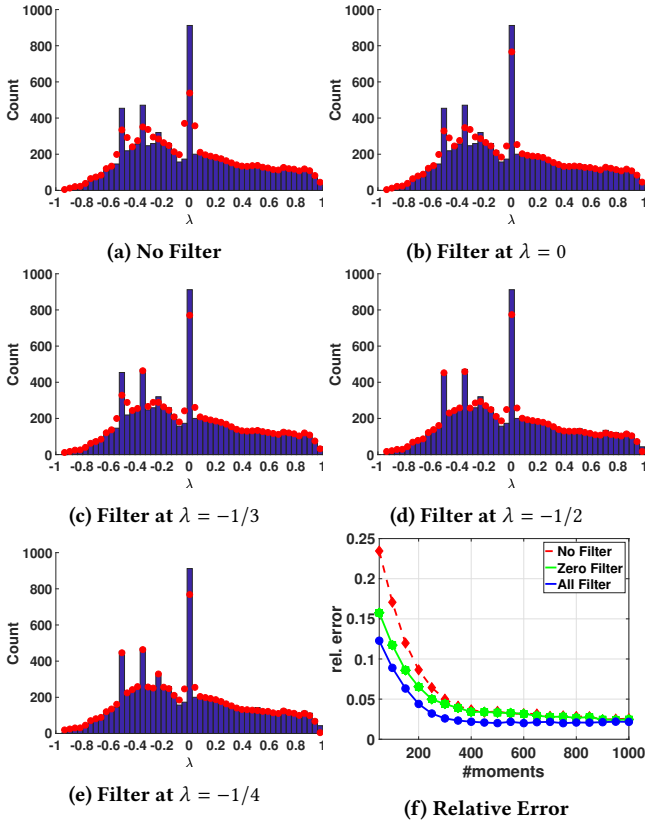 1000
800
600
400
200
0
Count
-1 -0.8 -0.6 -0.4 -0.2 0 0.2 0.4 0.6 0.8 1
λ
(a) No Filter
1000
800
600
400
200
0
Count
-1 -0.8 -0.6 -0.4 -0.2 0 0.2 0.4 0.6 0.8 1
λ
(b) Filter at λ = 0
1000
800
600
400
200
0
Count
-1 -0.8 -0.6 -0.4 -0.2 0 0.2 0.4 0.6 0.8 1
λ
(c) Filter at λ = −1/3
1000
800
600
400
200
0
Count
-1 -0.8 -0.6 -0.4 -0.2 0 0.2 0.4 0.6 0.8 1
λ
(d) Filter at λ = −1/2
1000
800
600
400
200
0
Count
-1 -0.8 -0.6 -0.4 -0.2 0 0.2 0.4 0.6 0.8 1
λ
(e) Filter at λ = −1/4
0.25
0.2
0.15
0.1
0.05
0
rel. error
No Filter
Zero Filter
All Filter
200 400 600 800 1000
#moments
(f) Relative Error